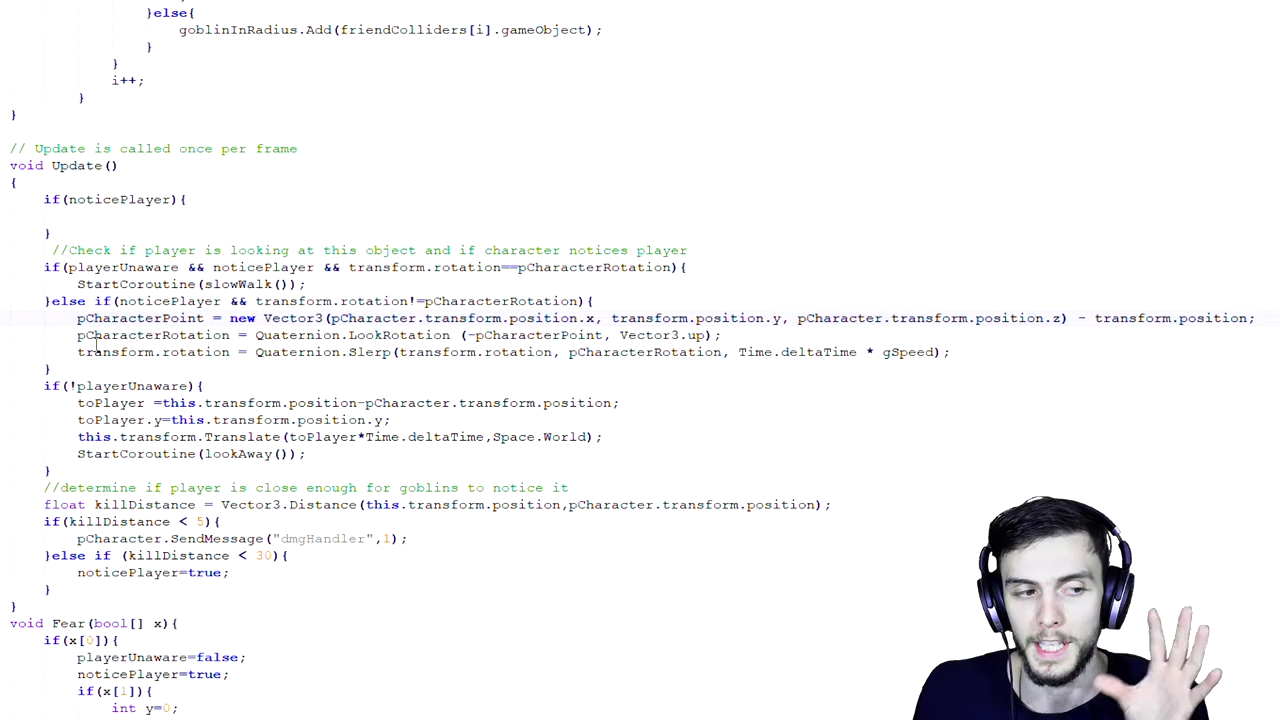 }else{
goblinInRadius.Add(friendColliders[i].gameObject);
}
}
i++;
}
}
// Update is called once per frame
void Update()
{
if(noticePlayer){
}
//Check if player is looking at this object and if character notices player
if(playerUnaware && noticePlayer && transform.rotation==pCharacterRotation){
StartCoroutine(slowWalk());
}else if(noticePlayer && transform.rotation!=pCharacterRotation){
pCharacterPoint = new Vector3(pCharacter.transform.position.x, transform.position.y, pCharacter.transform.position.z) - transform.position;
pCharacterRotation = Quaternion.LookRotation (-pCharacterPoint, Vector3.up);
transform.rotation = Quaternion.Slerp(transform.rotation, pCharacterRotation, Time.deltaTime * gSpeed);
}
if(!playerUnaware){
toPlayer =this.transform.position-pCharacter.transform.position;
toPlayer.y=this.transform.position.y;
this.transform.Translate(toPlayer*Time.deltaTime,Space.World);
StartCoroutine(lookAway());
}
//determine if player is close enough for goblins to notice it
float killDistance = Vector3.Distance(this.transform.position,pCharacter.transform.position);
if(killDistance < 5){
pCharacter.SendMessage("dmgHandler",1);
}else if (killDistance < 30){
noticePlayer=true;
}
}
void Fear(bool[] x){
if(x[0]){
playerUnaware=false;
noticePlayer=true;
if(x[1]){
int y=0;